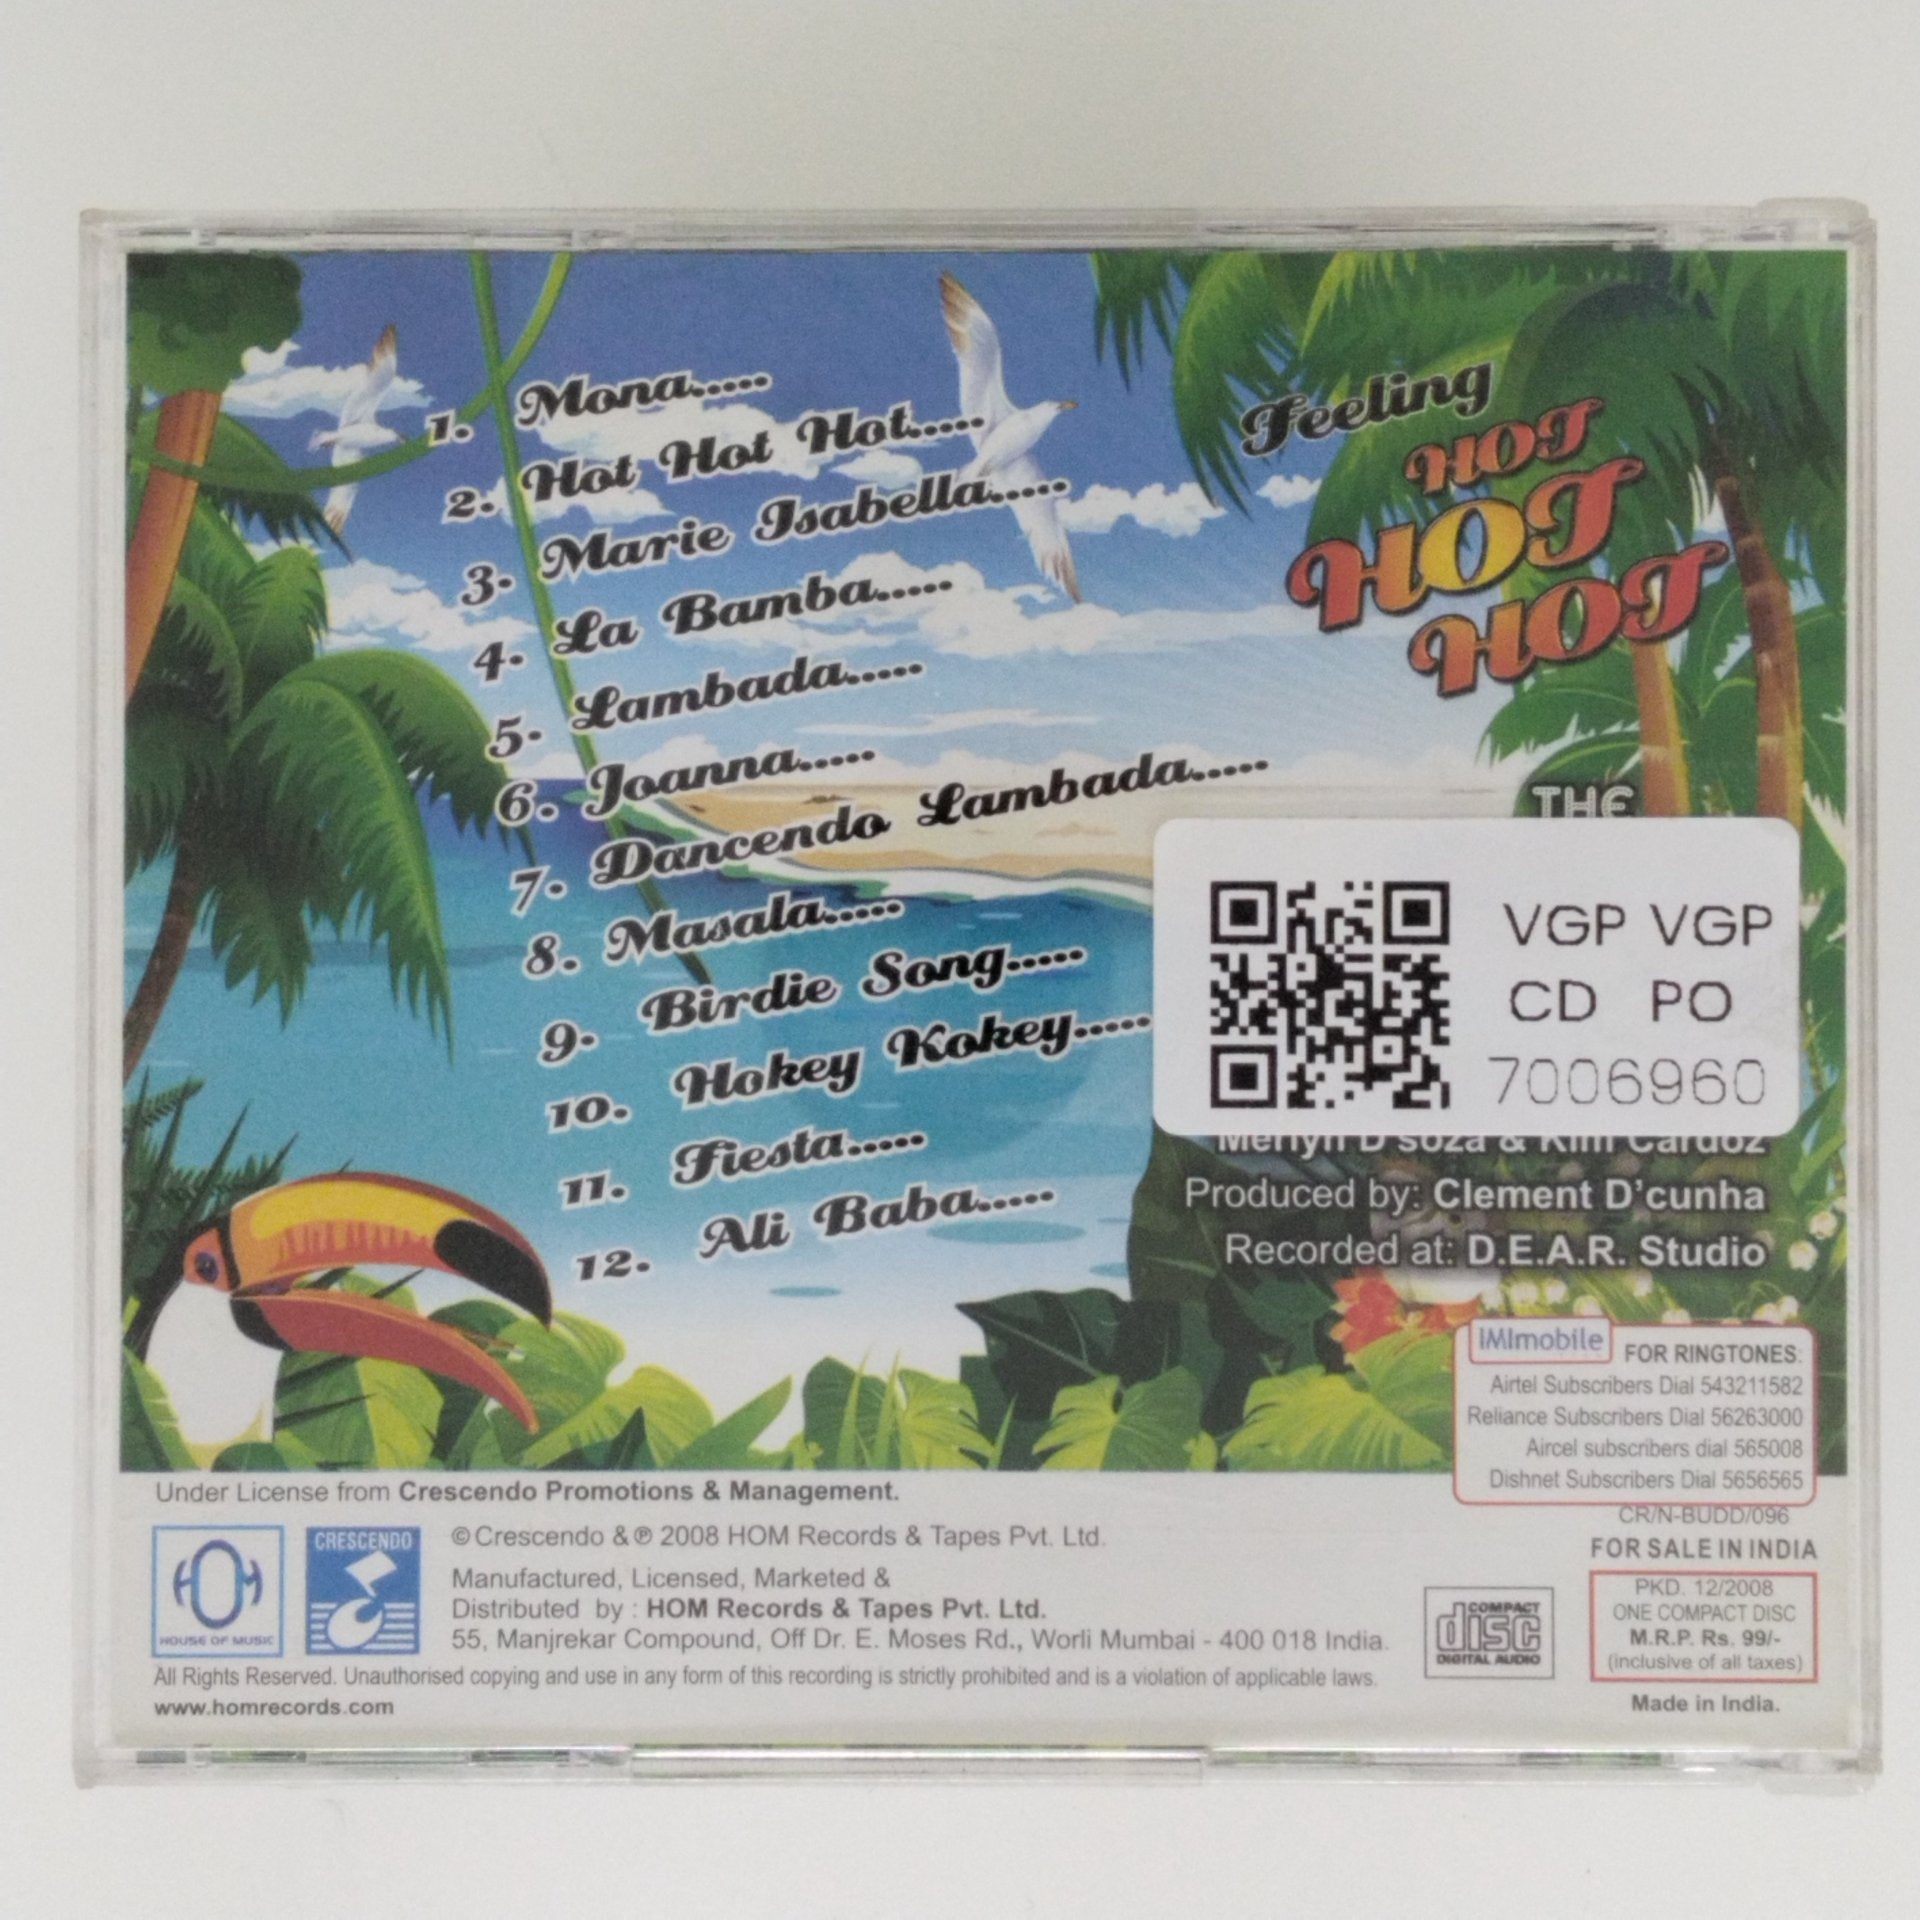 1. Mona.....
2. Hot Hot Hot.....
3. Marie Isabella.....
4. La Bamba.....
5. Lambada.....
6. Joanna.....
7. Dancendo Lambada.....
8. Masala.....
9. Birdie Song.....
10. Hokey Kokey.....
11. Fiesta.....
12. Ali Baba.....
Feeling
HOT
HOT
HOT
THE
VGP VGP
CD PO
7006960
Merlyn D'soza & Kim Cardoz
Produced by: Clement D'cunha
Recorded at: D.E.A.R. Studio
IMImobile FOR RINGTONES:
Airtel Subscribers Dial 543211582
Reliance Subscribers Dial 56263000
Aircel subscribers dial 565008
Dishnet Subscribers Dial 5656565
CR/N-BUDD/096
FOR SALE IN INDIA
PKD. 12/2008
ONE COMPACT DISC
M.R.P. Rs. 99/-
(inclusive of all taxes)
Made in India.
COMPACT
disc
DIGITAL AUDIO
Under License from Crescendo Promotions & Management.
HOM
HOUSE OF MUSIC
CRESCENDO
© Crescendo & ℗ 2008 HOM Records & Tapes Pvt. Ltd.
Manufactured, Licensed, Marketed &
Distributed by : HOM Records & Tapes Pvt. Ltd.
55, Manjrekar Compound, Off Dr. E. Moses Rd., Worli Mumbai - 400 018 India.
All Rights Reserved. Unauthorised copying and use in any form of this recording is strictly prohibited and is a violation of applicable laws.
www.homrecords.com